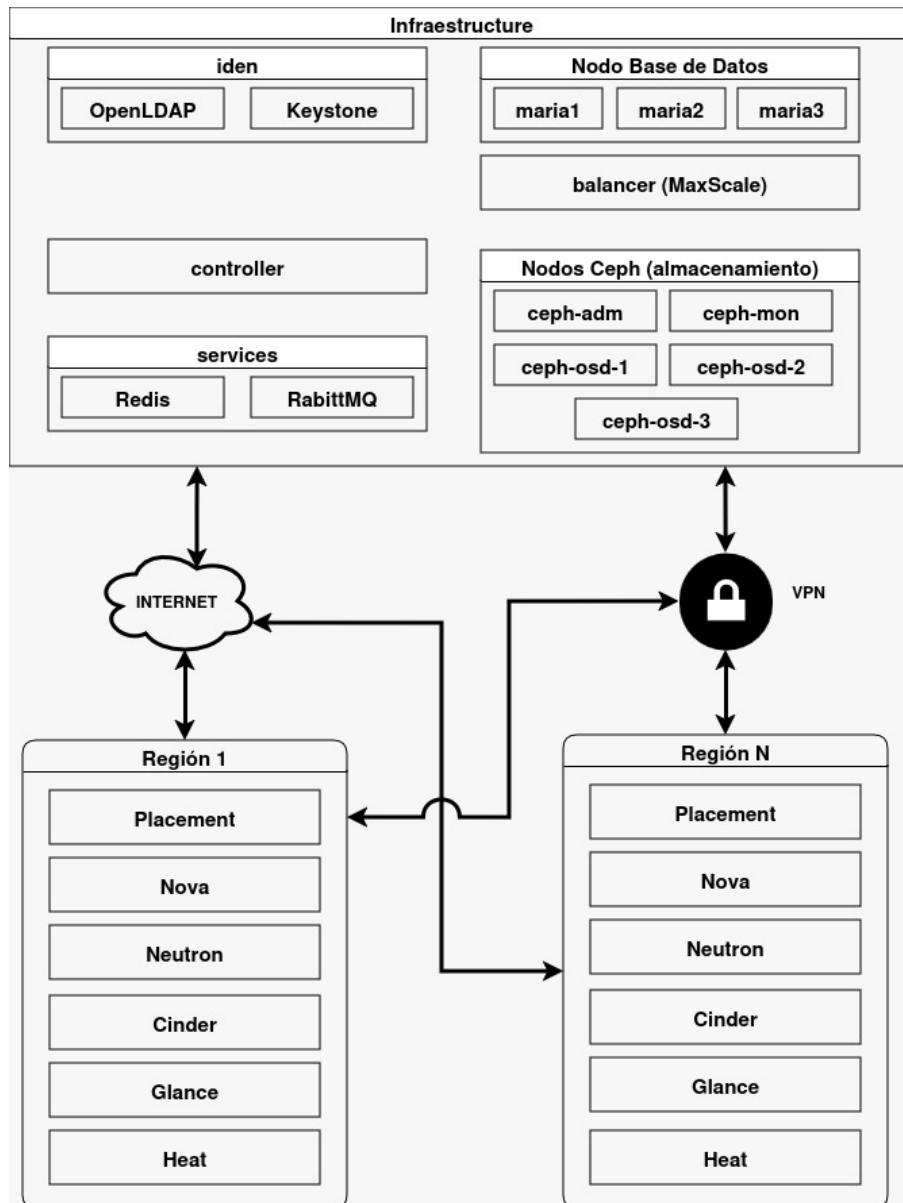 Infraestructure
iden
OpenLDAP
Keystone
Nodo Base de Datos
maria1
maria2
maria3
balancer (MaxScale)
controller
Nodos Ceph (almacenamiento)
ceph-adm
ceph-mon
ceph-osd-1
ceph-osd-2
ceph-osd-3
services
Redis
RabittMQ
INTERNET
VPN
Región 1
Placement
Nova
Neutron
Cinder
Glance
Heat
Región N
Placement
Nova
Neutron
Cinder
Glance
Heat